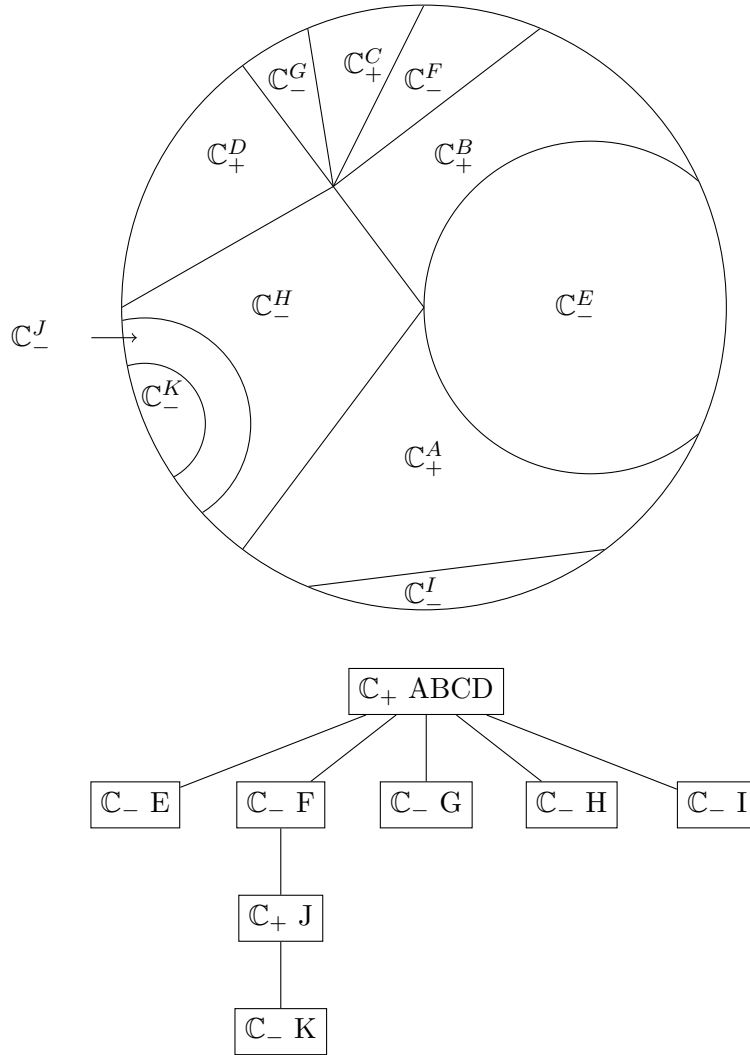 ℂ₊^C
ℂ₋^G
ℂ₋^F
ℂ₊^D
ℂ₊^B
ℂ₋^H
ℂ₋^E
ℂ₋^J
ℂ₋^K
ℂ₊^A
ℂ₋^I
ℂ₊ ABCD
ℂ₋ E
ℂ₋ F
ℂ₋ G
ℂ₋ H
ℂ₋ I
ℂ₊ J
ℂ₋ K